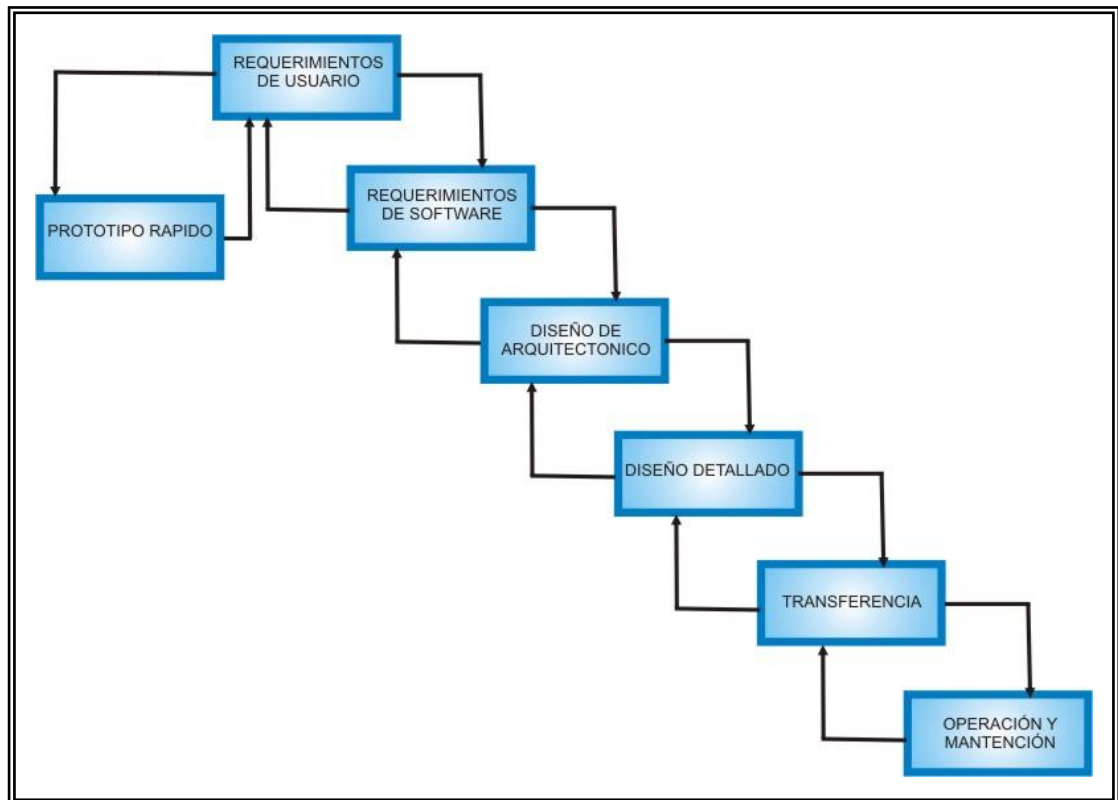 REQUERIMIENTOS
DE USUARIO
REQUERIMIENTOS
DE SOFTWARE
PROTOTIPO RAPIDO
DISEÑO DE
ARQUITECTONICO
DISEÑO DETALLADO
TRANSFERENCIA
OPERACIÓN Y
MANTENCIÓN